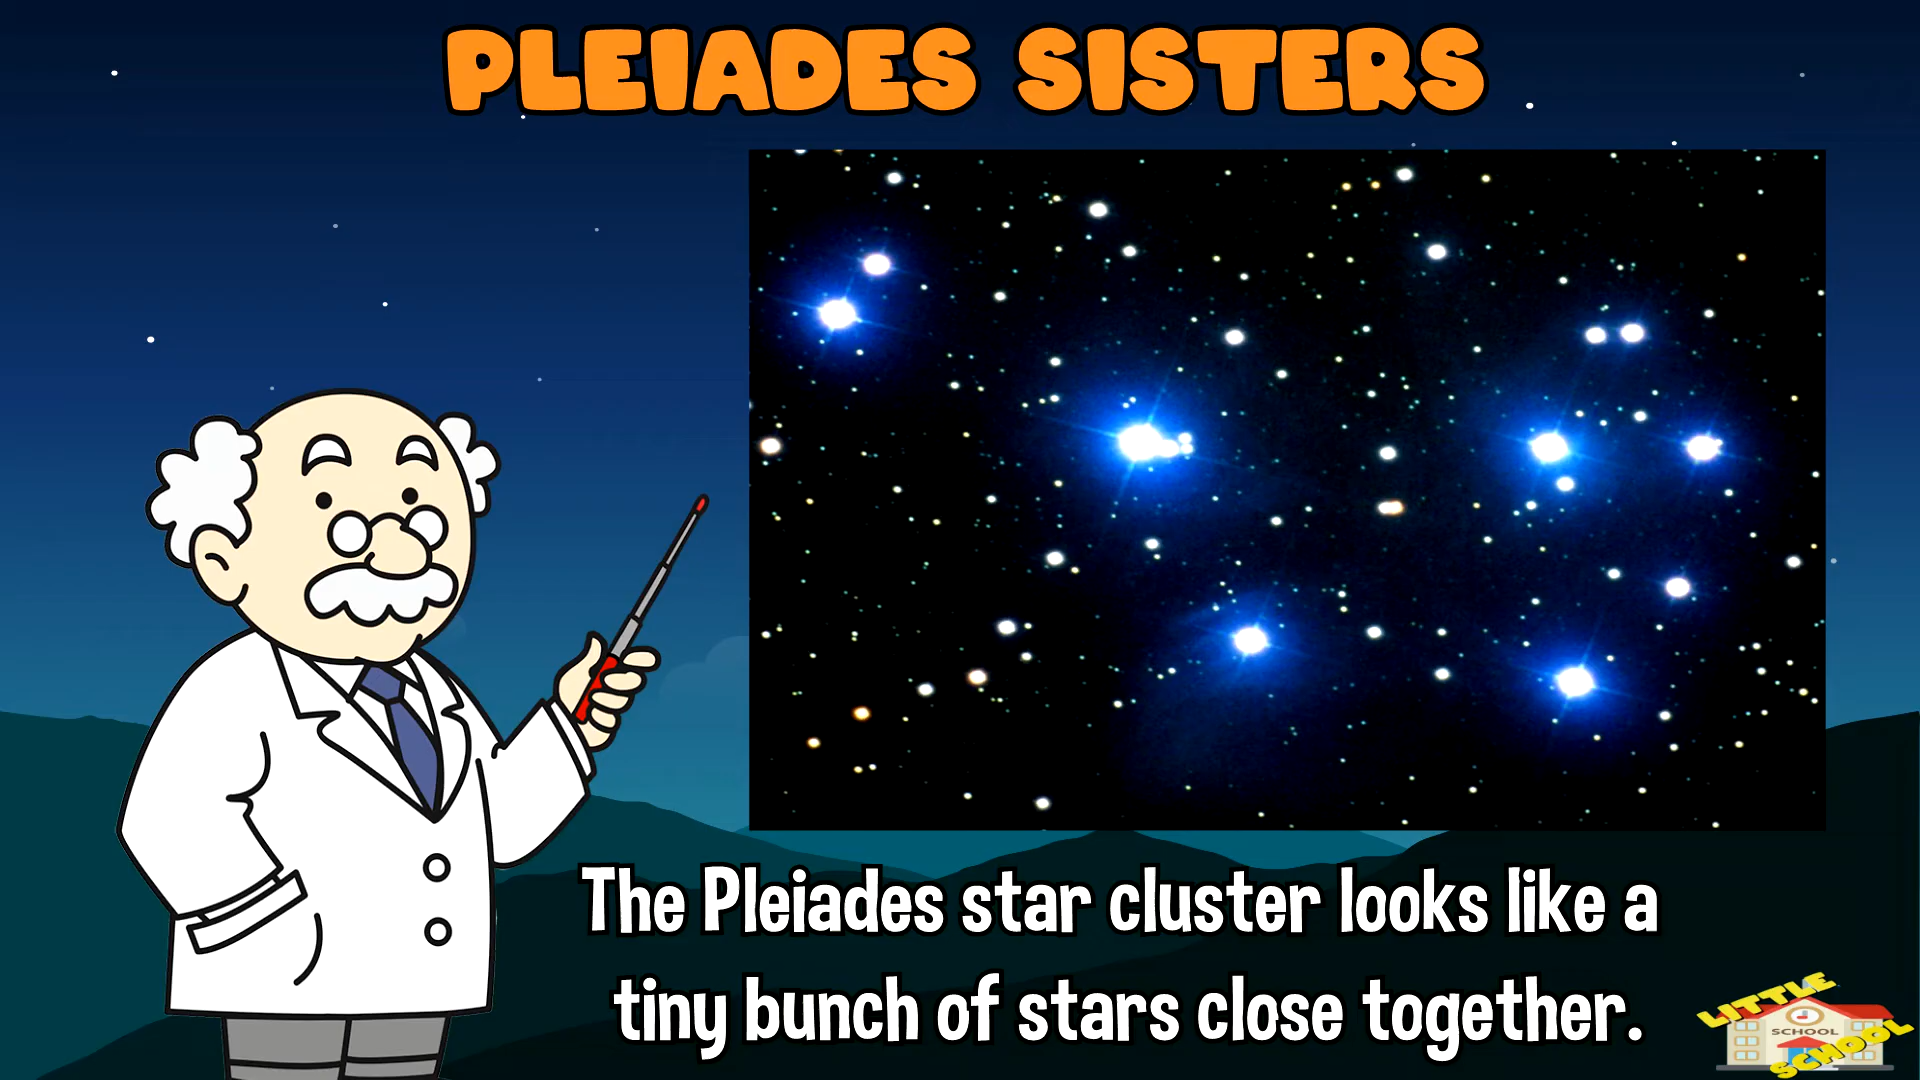 PLEIADES SISTERS
The Pleiades star cluster looks like a
tiny bunch of stars close together.
LITTLE
SCHOOL
SCHOOL